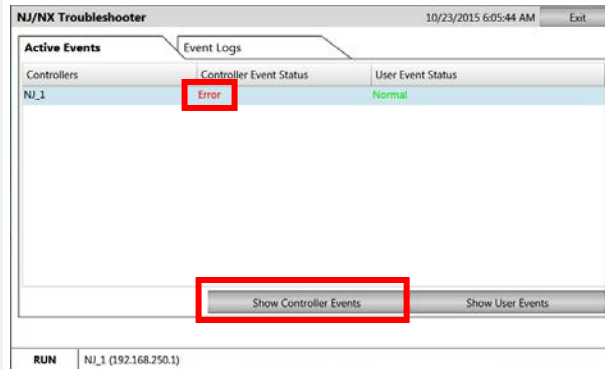 NJ/NX Troubleshooter 10/23/2015 6:05:44 AM Exit
Active Events Event Logs
Controllers Controller Event Status User Event Status
NJ_1 Error Normal
Show Controller Events Show User Events
RUN NJ_1 (192.168.250.1)